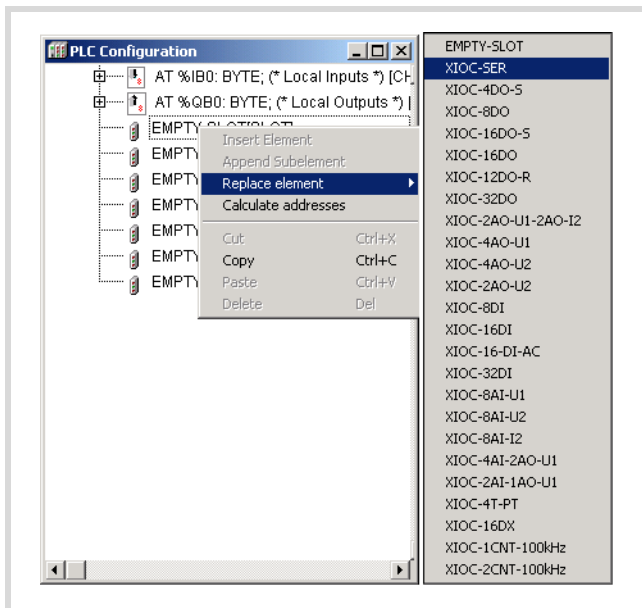 PLC Configuration
AT %IB0: BYTE; (* Local Inputs *) [CH
AT %QB0: BYTE; (* Local Outputs *) [
EMPTY-SLOT[SLOT]
EMPTY
EMPTY
EMPTY
EMPTY
EMPTY
EMPTY
Insert Element
Append Subelement
Replace element
Calculate addresses
Cut Ctrl+X
Copy Ctrl+C
Paste Ctrl+V
Delete Del
EMPTY-SLOT
XIOC-SER
XIOC-4DO-S
XIOC-8DO
XIOC-16DO-S
XIOC-16DO
XIOC-12DO-R
XIOC-32DO
XIOC-2AO-U1-2AO-I2
XIOC-4AO-U1
XIOC-4AO-U2
XIOC-2AO-U2
XIOC-8DI
XIOC-16DI
XIOC-16-DI-AC
XIOC-32DI
XIOC-8AI-U1
XIOC-8AI-U2
XIOC-8AI-I2
XIOC-4AI-2AO-U1
XIOC-2AI-1AO-U1
XIOC-4T-PT
XIOC-16DX
XIOC-1CNT-100kHz
XIOC-2CNT-100kHz